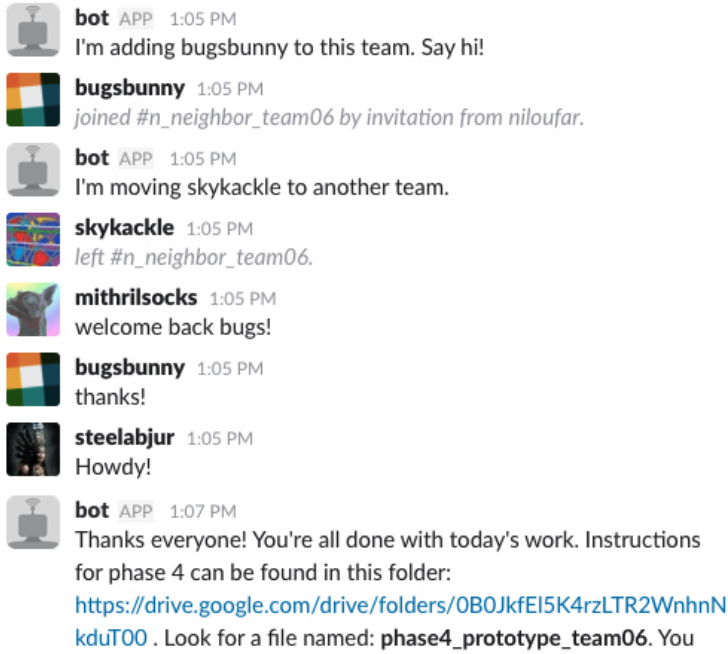 bot APP 1:05 PM
I'm adding bugsbunny to this team. Say hi!
bugsbunny 1:05 PM
joined #n_neighbor_team06 by invitation from niloufar.
bot APP 1:05 PM
I'm moving skykackle to another team.
skykackle 1:05 PM
left #n_neighbor_team06.
mithrilsocks 1:05 PM
welcome back bugs!
bugsbunny 1:05 PM
thanks!
steelabjur 1:05 PM
Howdy!
bot APP 1:07 PM
Thanks everyone! You're all done with today's work. Instructions
for phase 4 can be found in this folder:
https://drive.google.com/drive/folders/0B0JkfEl5K4rzLTR2WnhnN
kduT00 . Look for a file named: phase4_prototype_team06. You